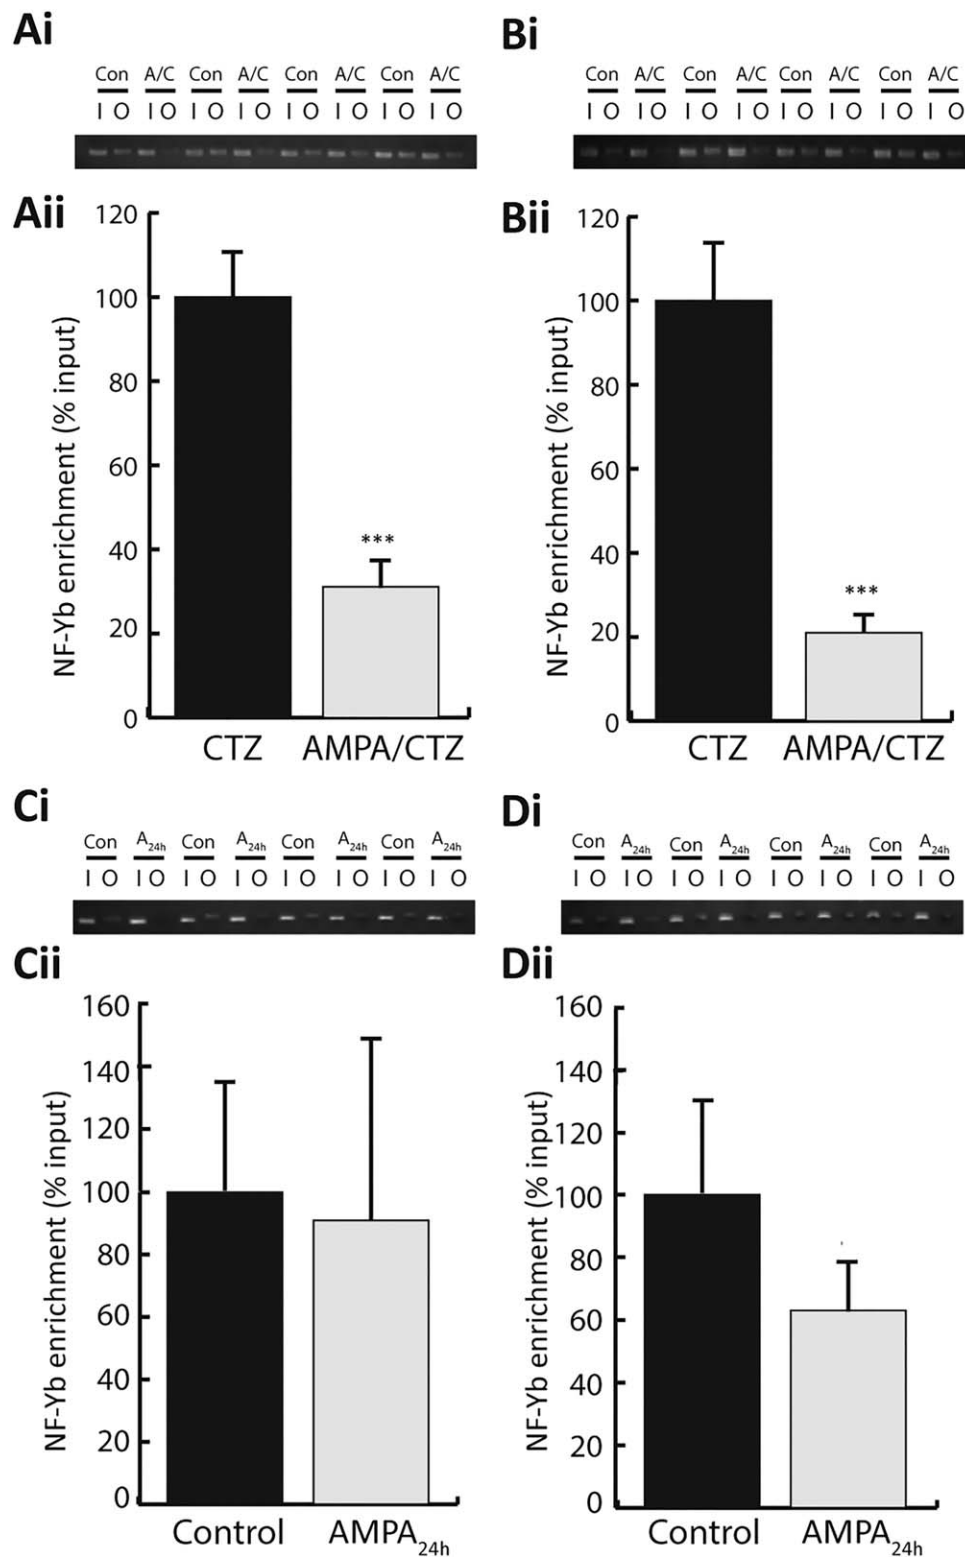 Ai
Con A/C Con A/C Con A/C Con A/C
I O I O I O I O I O I O I O I O
Bi
Con A/C Con A/C Con A/C Con A/C
I O I O I O I O I O I O I O I O
Aii
NF-Yb enrichment (% input)
120
100
80
60
40
20
0
***
CTZ AMPA/CTZ
Bii
NF-Yb enrichment (% input)
120
100
80
60
40
20
0
***
CTZ AMPA/CTZ
Ci
Con A24h Con A24h Con A24h Con A24h
I O I O I O I O I O I O I O I O
Di
Con A24h Con A24h Con A24h Con A24h
I O I O I O I O I O I O I O I O
Cii
NF-Yb enrichment (% input)
160
140
120
100
80
60
40
20
0
Control AMPA24h
Dii
NF-Yb enrichment (% input)
160
140
120
100
80
60
40
20
0
Control AMPA24h